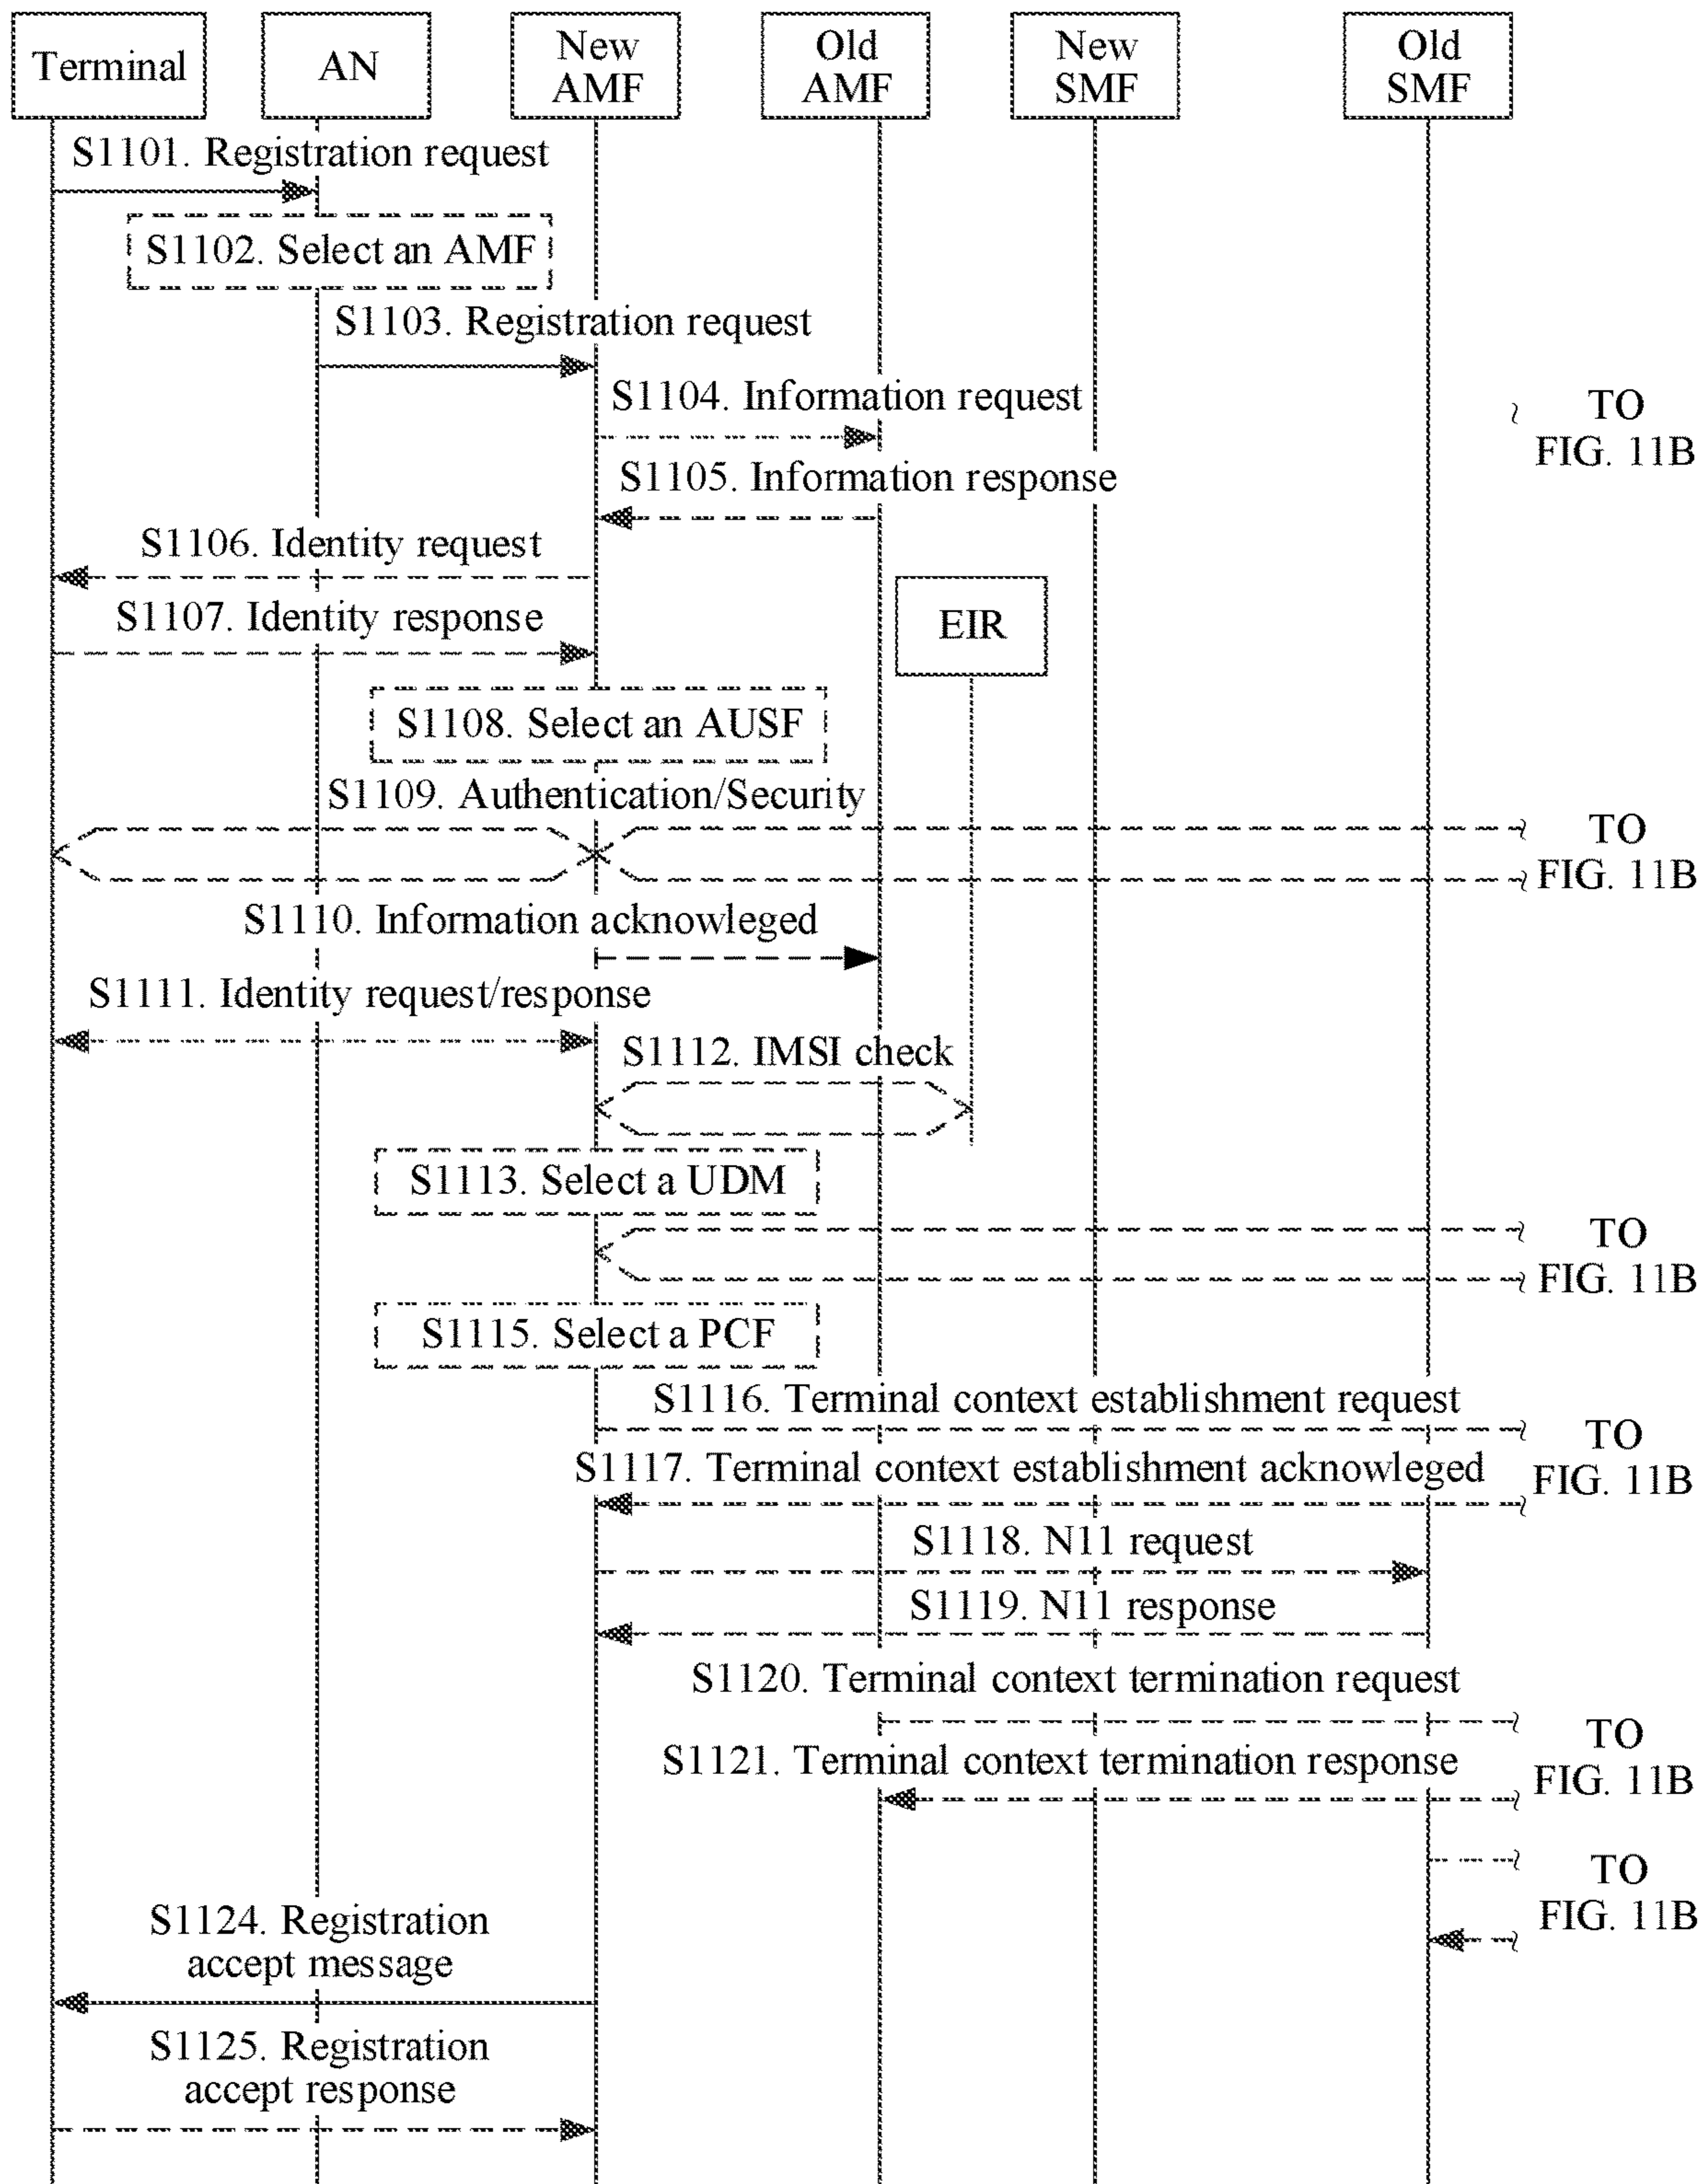 Terminal
AN
New
AMF
Old
AMF
New
SMF
Old
SMF
S1101. Registration request
S1102. Select an AMF
S1103. Registration request
S1104. Information request
TO
FIG. 11B
S1105. Information response
S1106. Identity request
S1107. Identity response
EIR
S1108. Select an AUSF
S1109. Authentication/Security
TO
FIG. 11B
S1110. Information acknowleged
S1111. Identity request/response
S1112. IMSI check
S1113. Select a UDM
TO
FIG. 11B
S1115. Select a PCF
S1116. Terminal context establishment request
TO
FIG. 11B
S1117. Terminal context establishment acknowleged
S1118. N11 request
S1119. N11 response
S1120. Terminal context termination request
TO
FIG. 11B
S1121. Terminal context termination response
TO
FIG. 11B
S1124. Registration
accept message
S1125. Registration
accept response